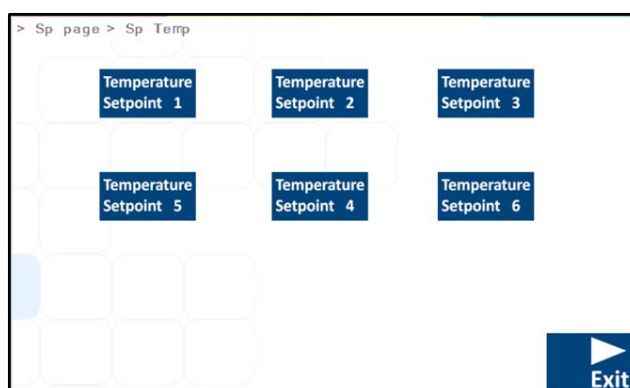 > Sp page > Sp Temp
Temperature
Setpoint 1
Temperature
Setpoint 2
Temperature
Setpoint 3
Temperature
Setpoint 5
Temperature
Setpoint 4
Temperature
Setpoint 6
Exit